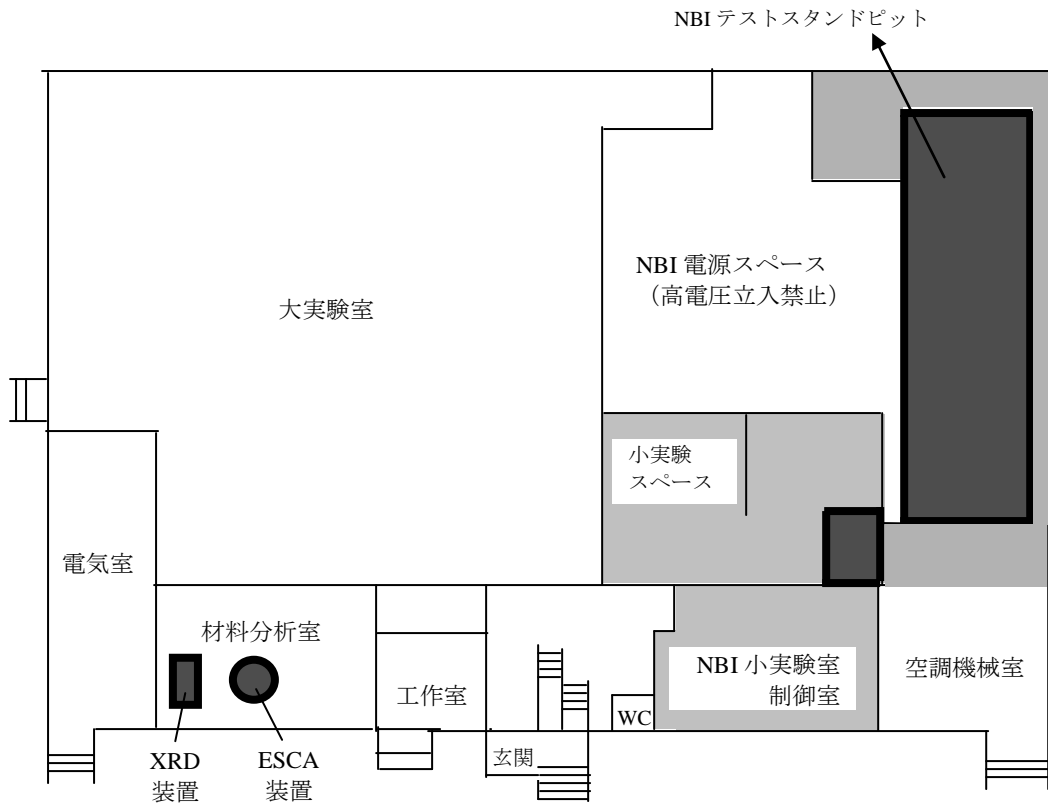 NBI テストスタンドピット
NBI 電源スペース
（高電圧立入禁止）
大実験室
小実験
スペース
電気室
材料分析室
工作室
WC
NBI 小実験室
制御室
空調機械室
玄関
XRD
装置
ESCA
装置